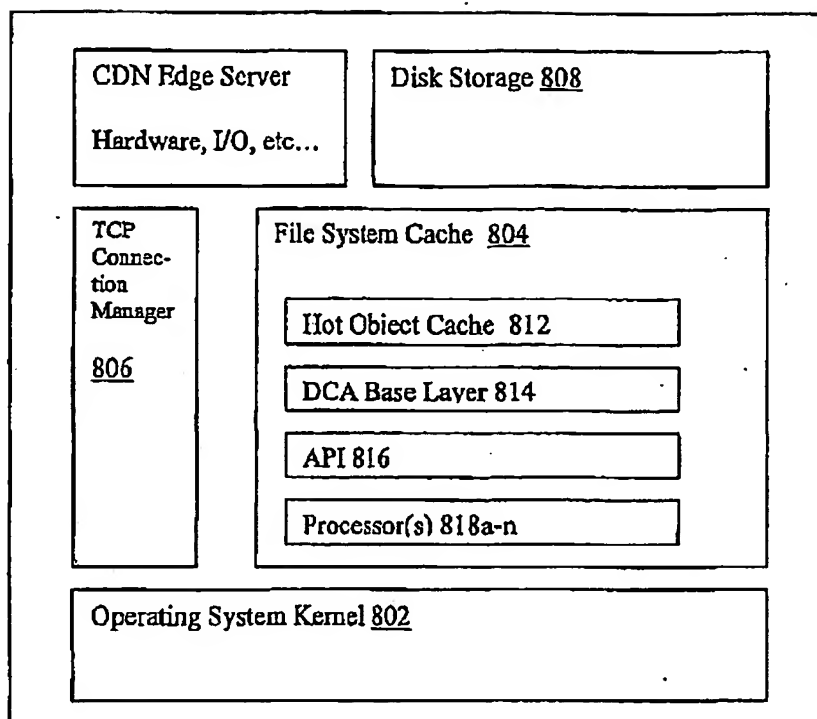 CDN Edge Server
Hardware, I/O, etc...
Disk Storage 808
TCP
Connec-
tion
Manager
806
File System Cache 804
Hot Object Cache 812
DCA Base Layer 814
API 816
Processor(s) 818a-n
Operating System Kernel 802